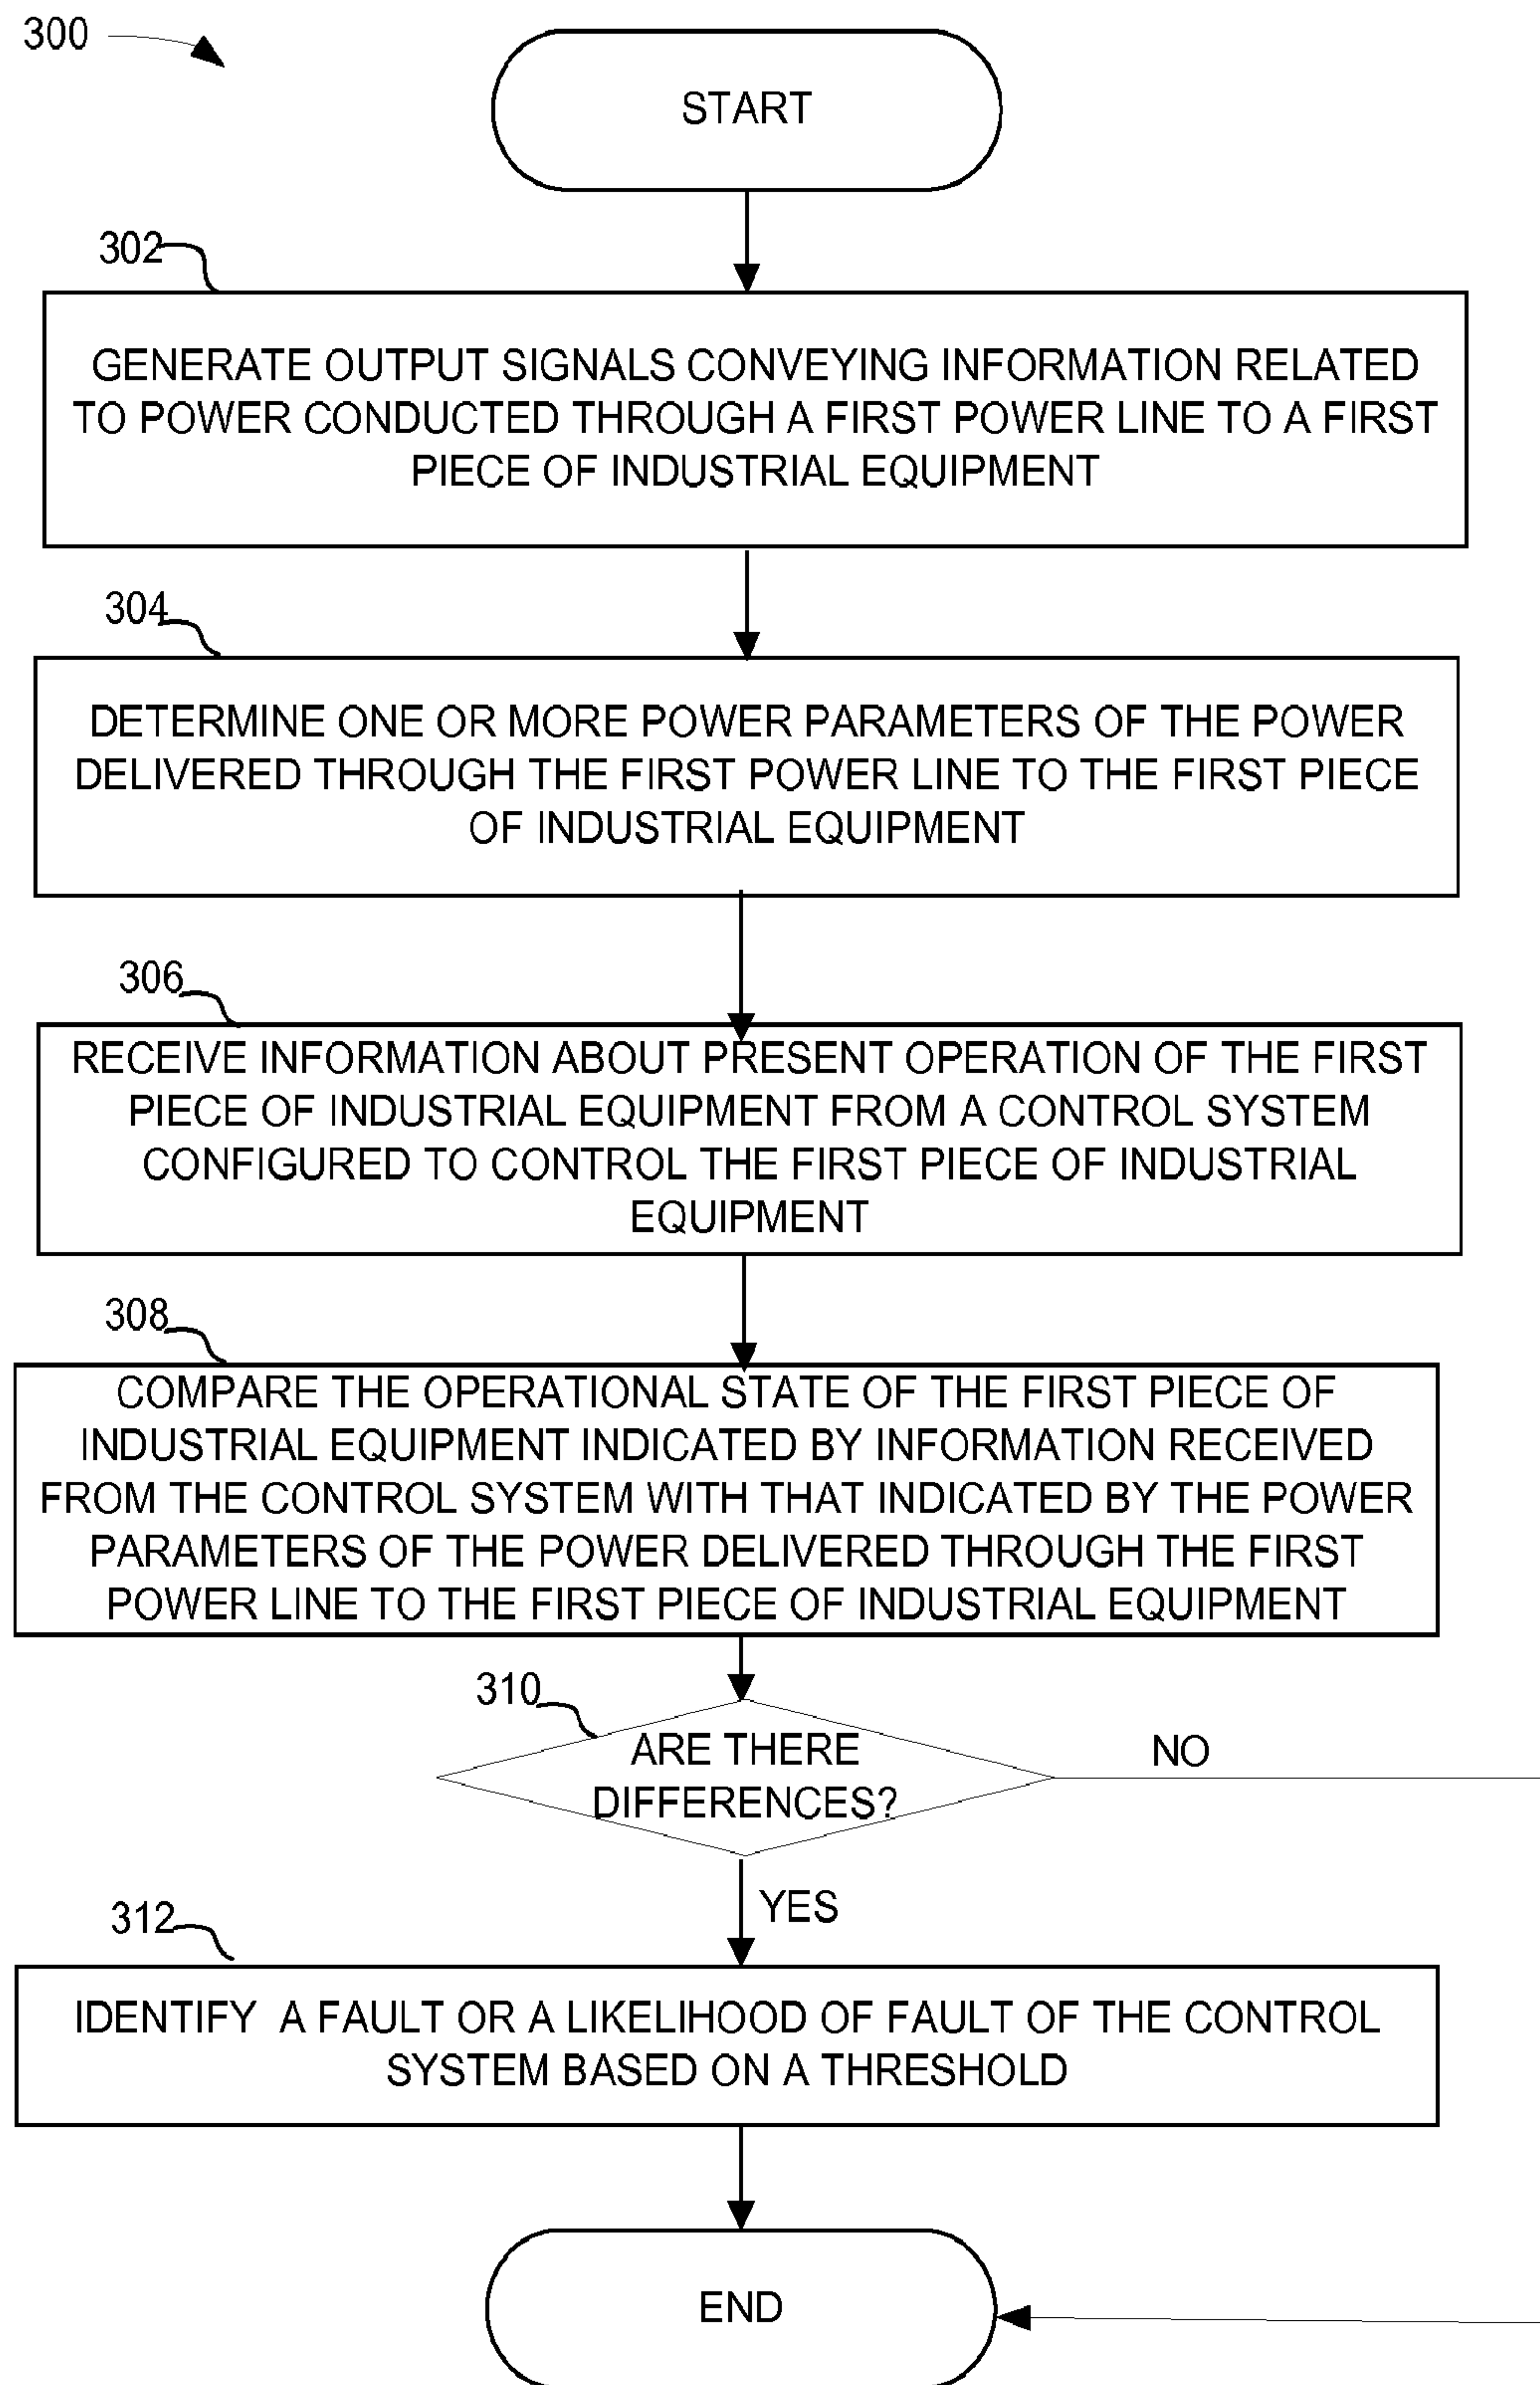 300
START
302
GENERATE OUTPUT SIGNALS CONVEYING INFORMATION RELATED
TO POWER CONDUCTED THROUGH A FIRST POWER LINE TO A FIRST
PIECE OF INDUSTRIAL EQUIPMENT
304
DETERMINE ONE OR MORE POWER PARAMETERS OF THE POWER
DELIVERED THROUGH THE FIRST POWER LINE TO THE FIRST PIECE
OF INDUSTRIAL EQUIPMENT
306
RECEIVE INFORMATION ABOUT PRESENT OPERATION OF THE FIRST
PIECE OF INDUSTRIAL EQUIPMENT FROM A CONTROL SYSTEM
CONFIGURED TO CONTROL THE FIRST PIECE OF INDUSTRIAL
EQUIPMENT
308
COMPARE THE OPERATIONAL STATE OF THE FIRST PIECE OF
INDUSTRIAL EQUIPMENT INDICATED BY INFORMATION RECEIVED
FROM THE CONTROL SYSTEM WITH THAT INDICATED BY THE POWER
PARAMETERS OF THE POWER DELIVERED THROUGH THE FIRST
POWER LINE TO THE FIRST PIECE OF INDUSTRIAL EQUIPMENT
310
ARE THERE
DIFFERENCES?
NO
YES
312
IDENTIFY A FAULT OR A LIKELIHOOD OF FAULT OF THE CONTROL
SYSTEM BASED ON A THRESHOLD
END